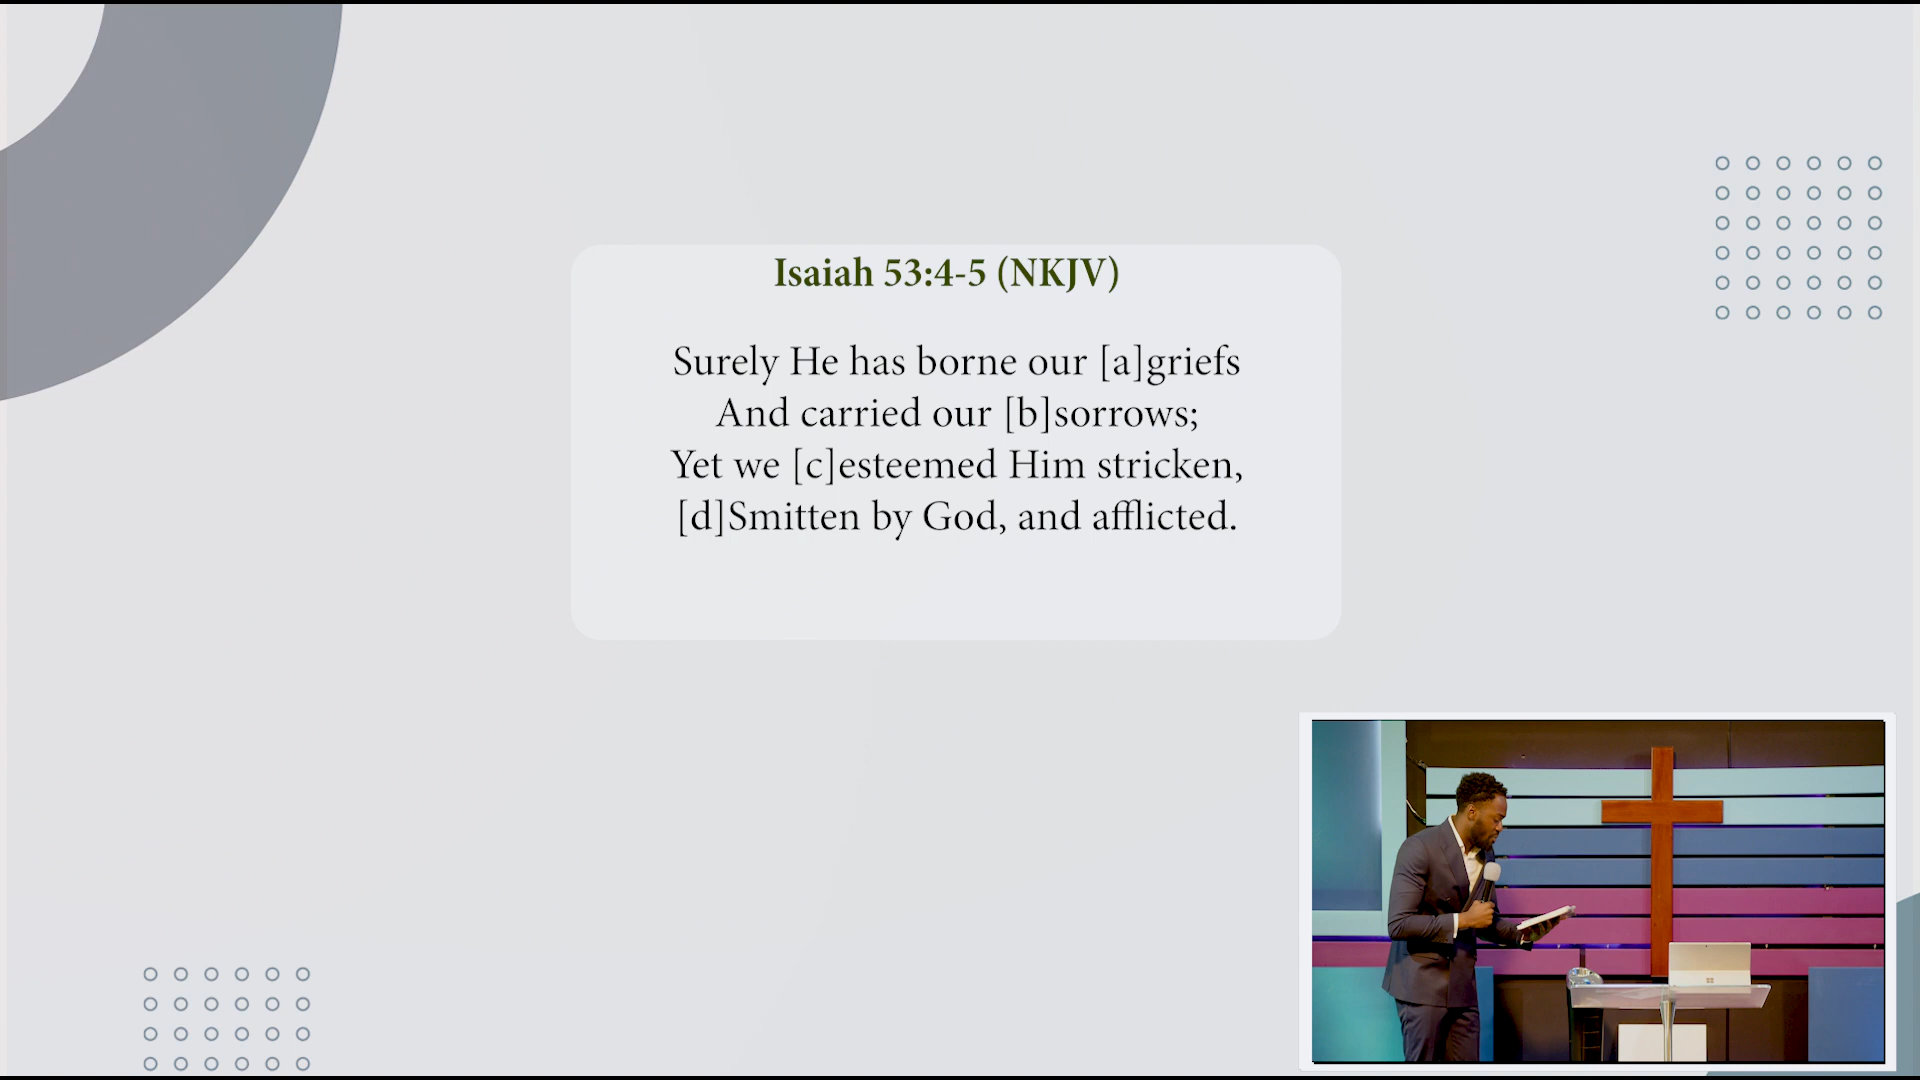 Isaiah 53:4-5 (NKJV)
Surely He has borne our [a]griefs
And carried our [b]sorrows;
Yet we [c]esteemed Him stricken,
[d]Smitten by God, and afflicted.